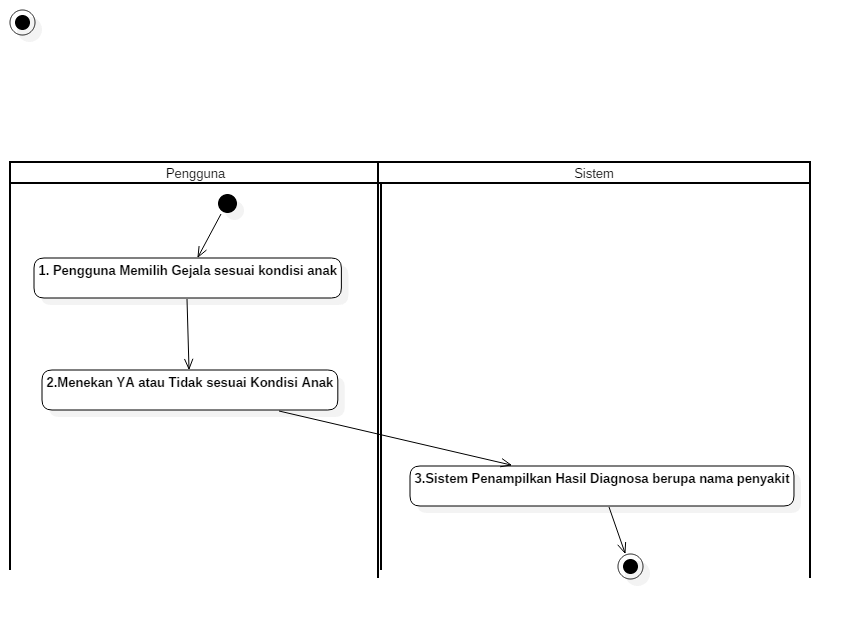 Pengguna
Sistem
1. Pengguna Memilih Gejala sesuai kondisi anak
2.Menekan YA atau Tidak sesuai Kondisi Anak
3.Sistem Penampilkan Hasil Diagnosa berupa nama penyakit